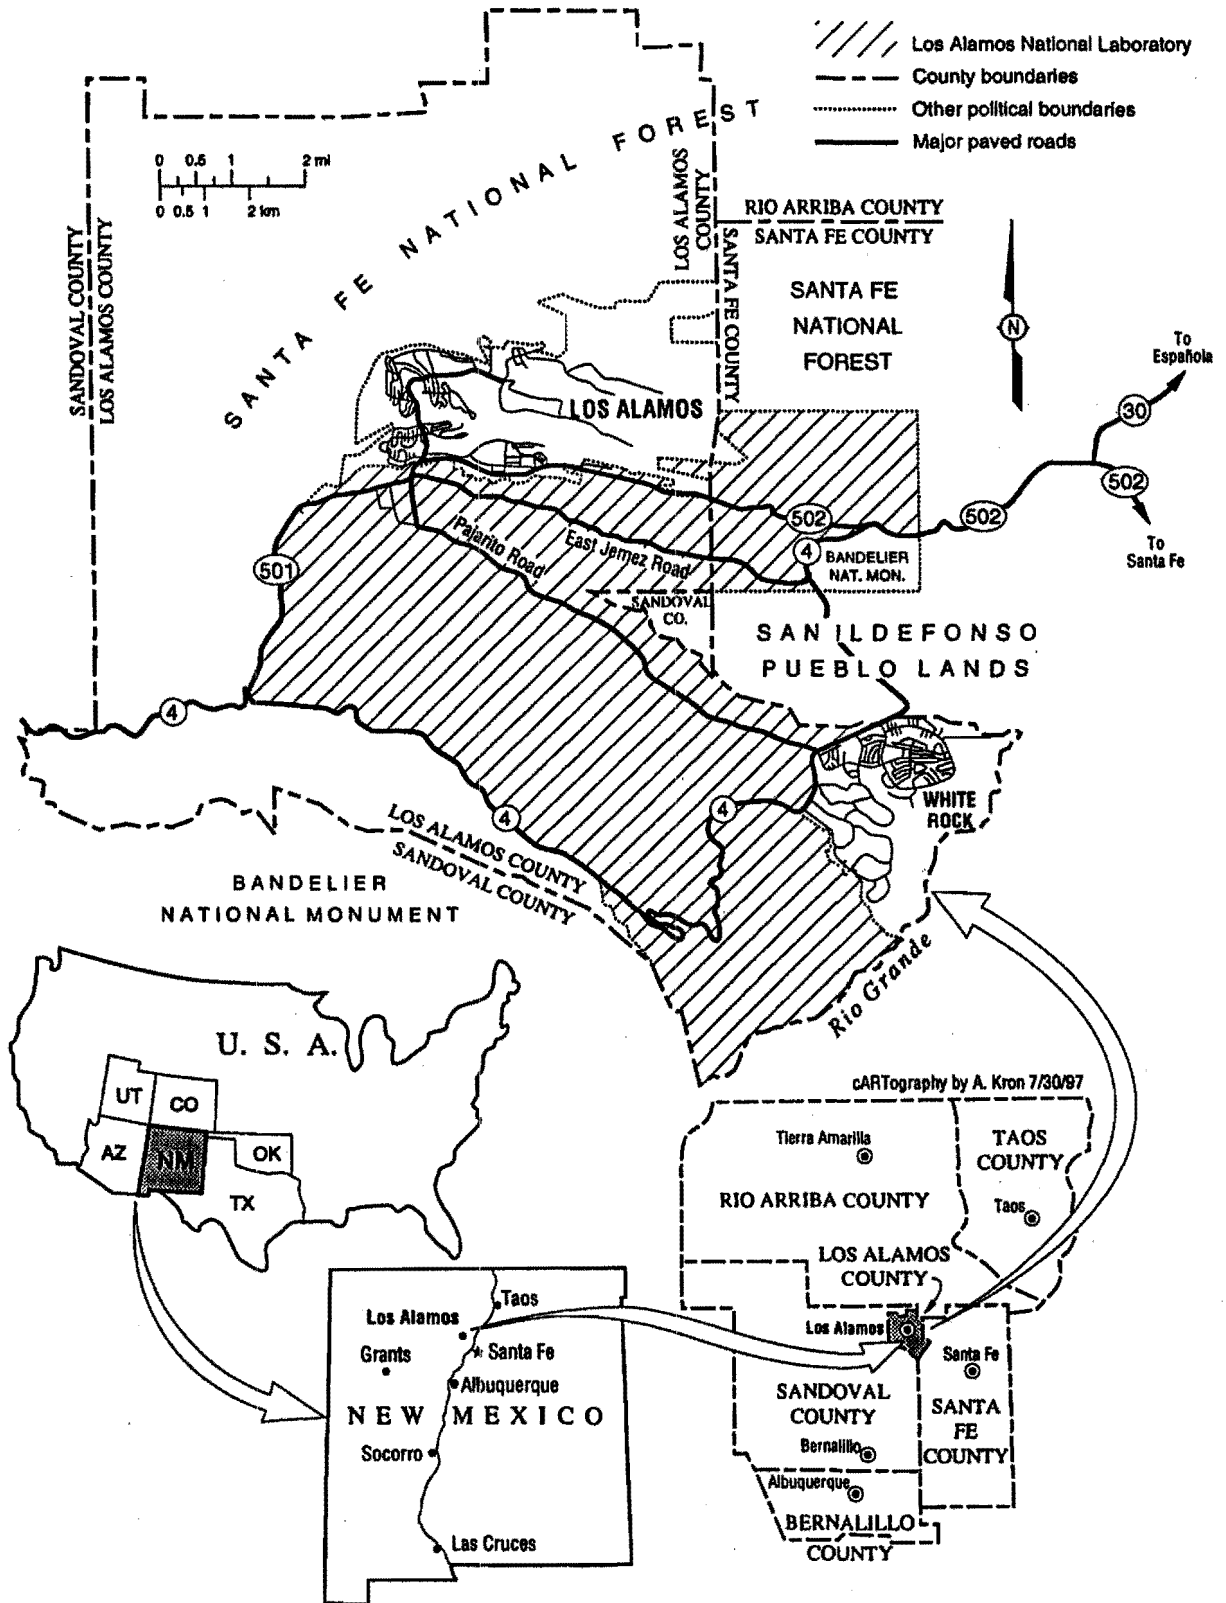 Los Alamos National Laboratory
County boundaries
Other political boundaries
Major paved roads
0 0.5 1 2 mi
0 0.5 1 2 km
SANTA FE NATIONAL FOREST
SANDOVAL COUNTY
LOS ALAMOS COUNTY
LOS ALAMOS
COUNTY
RIO ARRIBA COUNTY
SANTA FE COUNTY
SANTA FE COUNTY
SANTA FE
NATIONAL
FOREST
N
To
Española
30
LOS ALAMOS
502
502
502
To
Santa Fe
4
BANDELIER
NAT. MON.
501
Pajarito Road
East Jemez Road
SANDOVAL
CO.
SAN ILDEFONSO
PUEBLO LANDS
4
4
4
WHITE
ROCK
LOS ALAMOS COUNTY
SANDOVAL COUNTY
BANDELIER
NATIONAL MONUMENT
Rio Grande
U. S. A.
UT
CO
AZ
NM
OK
TX
cARTography by A. Kron 7/30/97
Tierra Amarilla
TAOS
COUNTY
RIO ARRIBA COUNTY
Taos
LOS ALAMOS
COUNTY
Los Alamos
Santa Fe
SANDOVAL
COUNTY
SANTA
FE
COUNTY
Bernalillo
Albuquerque
BERNALILLO
COUNTY
Taos
Los Alamos
Grants
Santa Fe
Albuquerque
NEW MEXICO
Socorro
Las Cruces